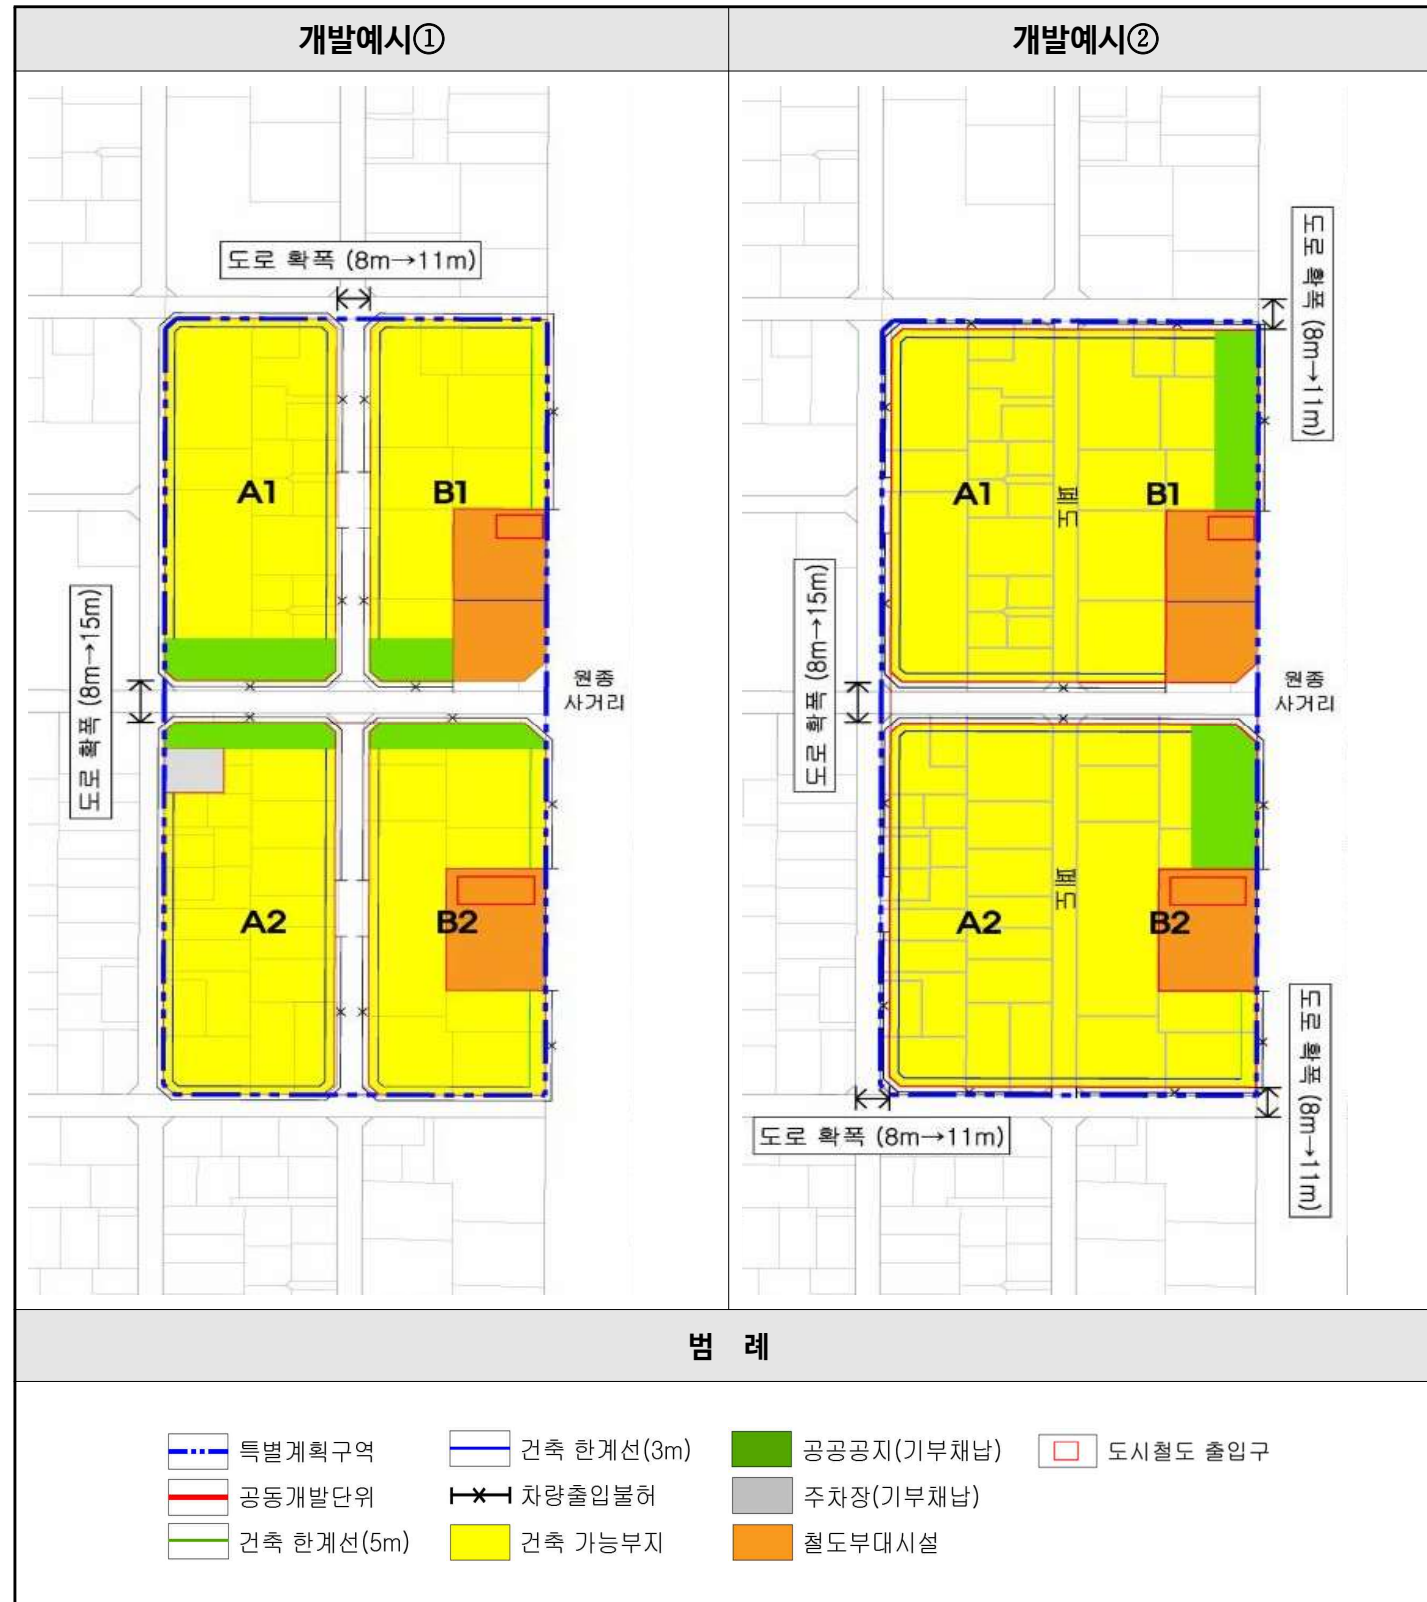 개발예시①
개발예시②
도로 확폭 (8m→11m)
도로 확폭 (8m→11m)
A1
B1
A1
도폐
B1
도로 확폭 (8m→15m)
원종
사거리
도로 확폭 (8m→15m)
원종
사거리
A2
B2
A2
도폐
B2
도로 확폭 (8m→11m)
도로 확폭 (8m→11m)
범 례
특별계획구역
건축 한계선(3m)
공공공지(기부채납)
도시철도 출입구
공동개발단위
차량출입불허
주차장(기부채납)
건축 한계선(5m)
건축 가능부지
철도부대시설